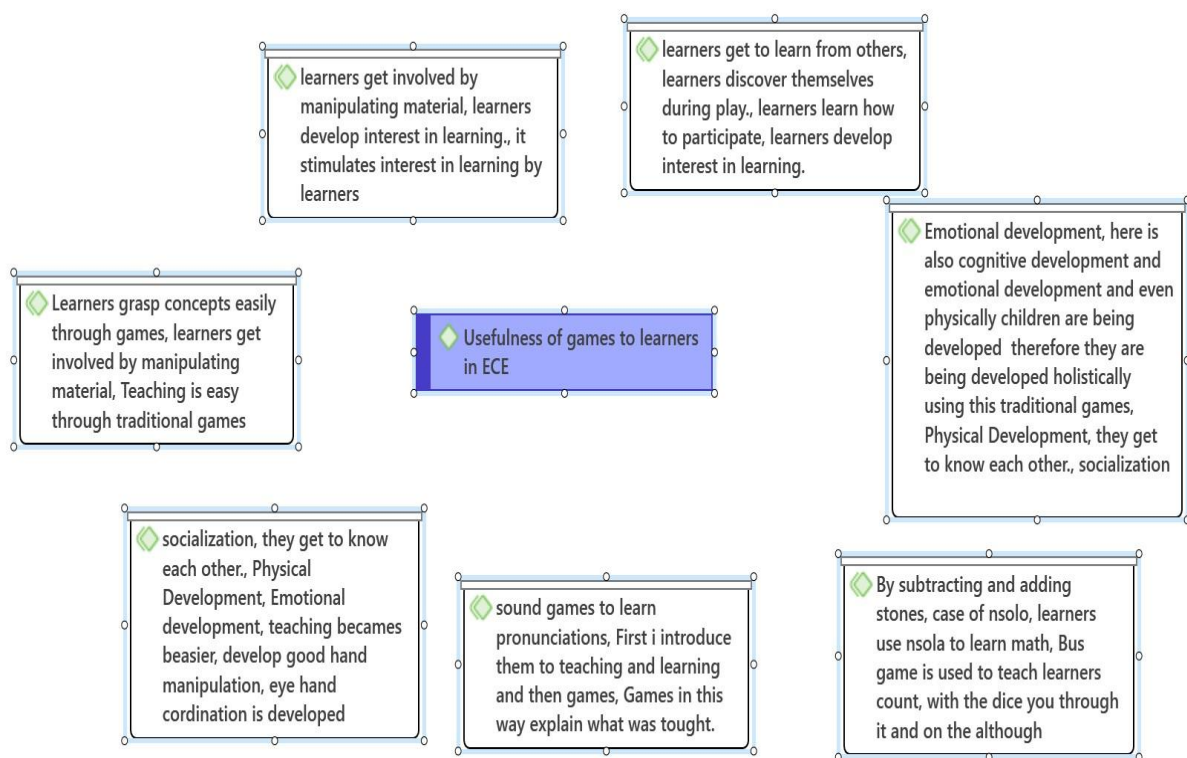 learners get involved by
manipulating material, learners
develop interest in learning., it
stimulates interest in learning by
learners
learners get to learn from others,
learners discover themselves
during play., learners learn how
to participate, learners develop
interest in learning.
Emotional development, here is
also cognitive development and
emotional development and even
physically children are being
developed therefore they are
being developed holistically
using this traditional games,
Physical Development, they get
to know each other., socialization
Learners grasp concepts easily
through games, learners get
involved by manipulating
material, Teaching is easy
through traditional games
Usefulness of games to learners
in ECE
socialization, they get to know
each other., Physical
Development, Emotional
development, teaching becames
beasier, develop good hand
manipulation, eye hand
cordination is developed
sound games to learn
pronunciations, First i introduce
them to teaching and learning
and then games, Games in this
way explain what was tought.
By subtracting and adding
stones, case of nsolo, learners
use nsola to learn math, Bus
game is used to teach learners
count, with the dice you through
it and on the although